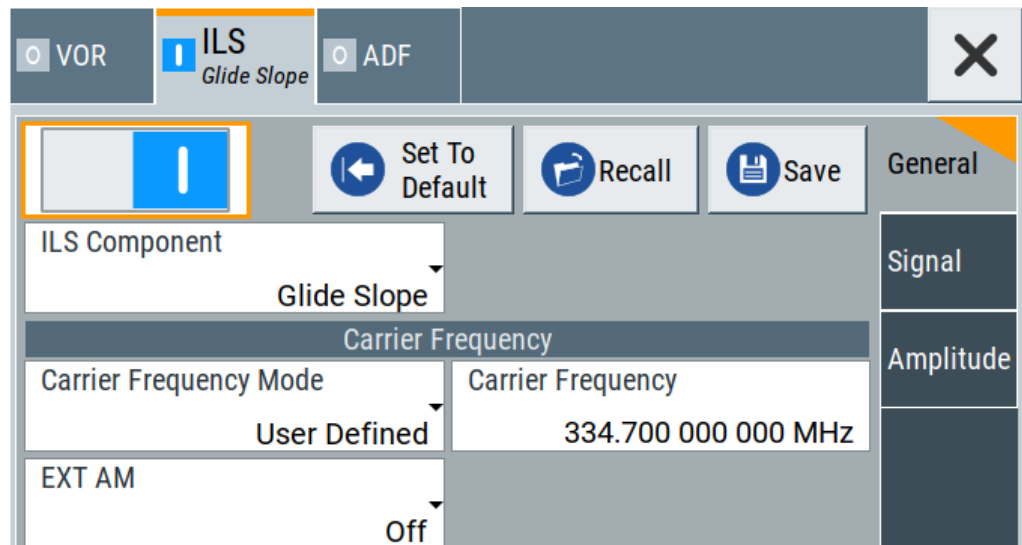 VOR
ILS
Glide Slope
ADF
Set To
Default
Recall
Save
General
ILS Component
Glide Slope
Signal
Carrier Frequency
Amplitude
Carrier Frequency Mode
User Defined
Carrier Frequency
334.700 000 000 MHz
EXT AM
Off